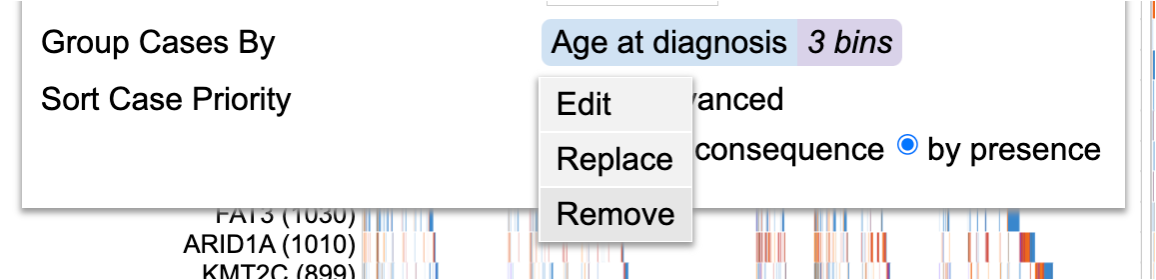 Group Cases By Age at diagnosis 3 bins
Sort Case Priority Edit vanced
Replace consequence by presence
Remove
FAT3 (1030)
ARID1A (1010)
KMT2C (899)